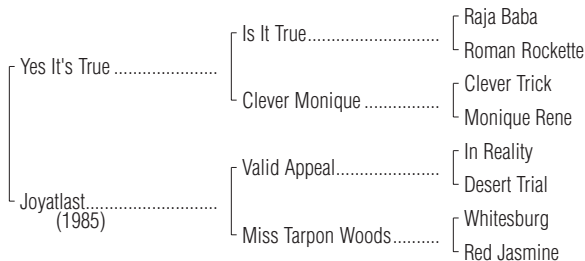 Raja Baba
Is It True
Roman Rockette
Yes It's True
Clever Trick
Clever Monique
Monique Rene
In Reality
Valid Appeal
Desert Trial
Joyatlast
(1985)
Whitesburg
Miss Tarpon Woods
Red Jasmine